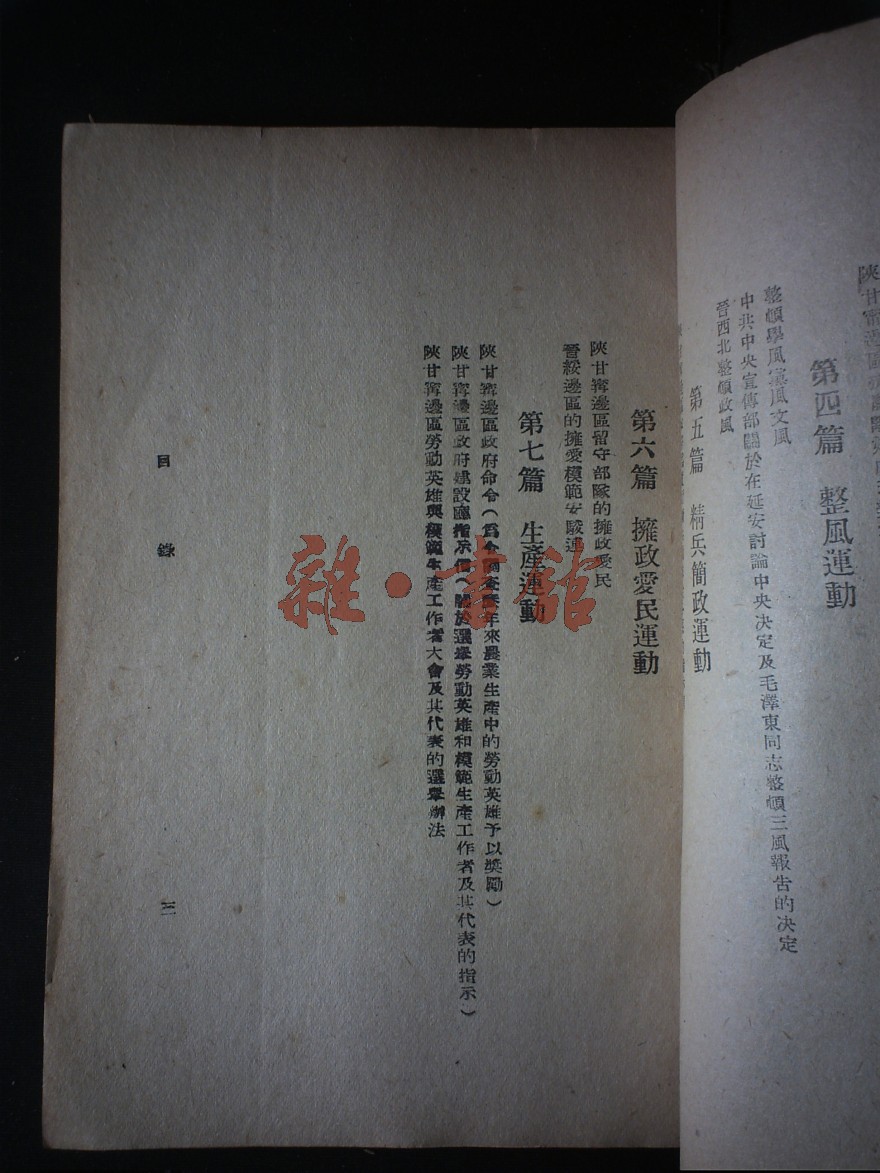 第四篇 整風運動
整頓學風黨風文風
中共中央宣傳部關於在延安討論中央決定及毛澤東同志整頓三風報告的決定
晉西北整頓政風
第五篇 精兵簡政運動
第六篇 擁政愛民運動
陝甘寧邊區留守部隊的擁政愛民
晉綏邊區的擁愛模範安駿連
第七篇 生產運動
陝甘寧邊區政府命令(爲令調查歷年來農業生產中的勞動英雄予以獎勵)
陝甘寧邊區政府建設廳指示信(關於選舉勞動英雄和模範生產工作者及其代表的指示)
陝甘寧邊區勞動英雄與模範生產工作者大會及其代表的選舉辦法
目錄 三
雜·書館